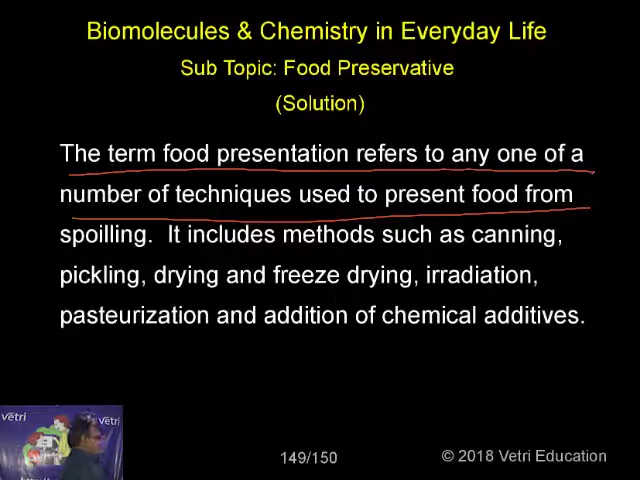 Biomolecules & Chemistry in Everyday Life
Sub Topic: Food Preservative
(Solution)
The term food presentation refers to any one of a
number of techniques used to present food from
spoilling. It includes methods such as canning,
pickling, drying and freeze drying, irradiation,
pasteurization and addition of chemical additives.
vetri
vetri
149/150
© 2018 Vetri Education